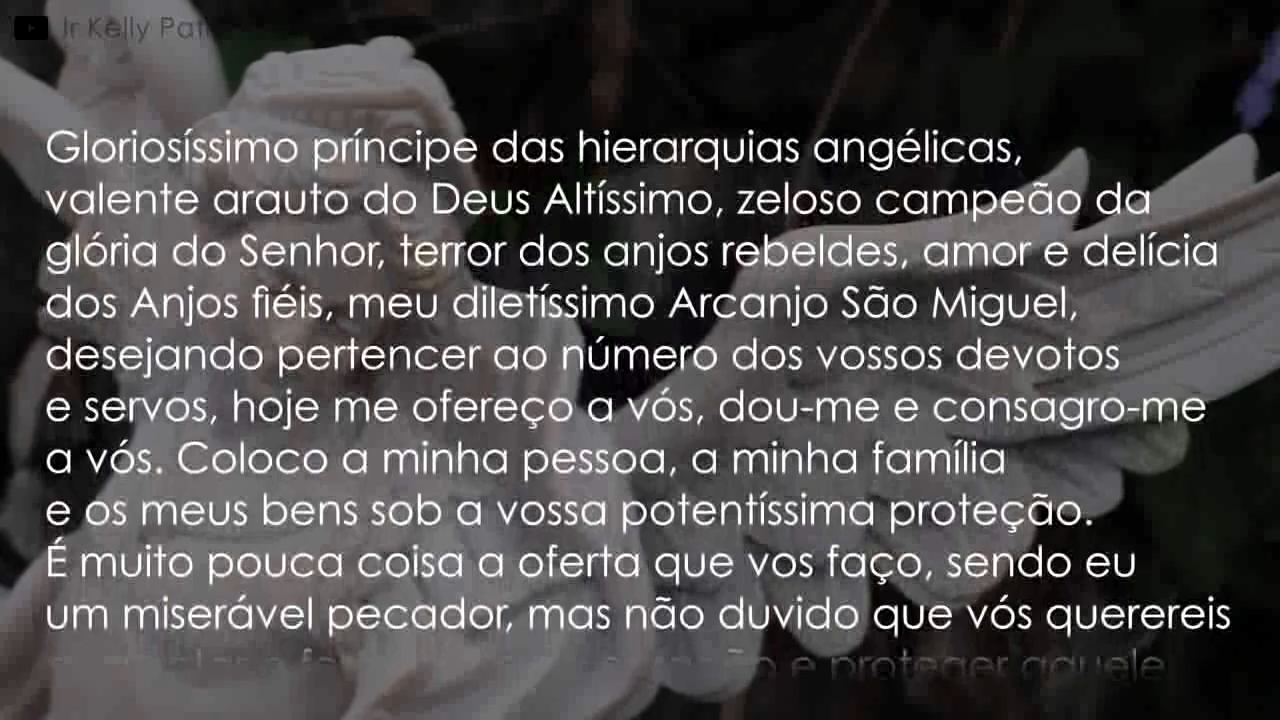 Ir Kelly Pat
Gloriosíssimo príncipe das hierarquias angélicas,
valente arauto do Deus Altíssimo, zeloso campeão da
glória do Senhor, terror dos anjos rebeldes, amor e delícia
dos Anjos fiéis, meu diletíssimo Arcanjo São Miguel,
desejando pertencer ao número dos vossos devotos
e servos, hoje me ofereço a vós, dou-me e consagro-me
a vós. Coloco a minha pessoa, a minha família
e os meus bens sob a vossa potentíssima proteção.
É muito pouca coisa a oferta que vos faço, sendo eu
um miserável pecador, mas não duvido que vós querereis
e proteger aquele